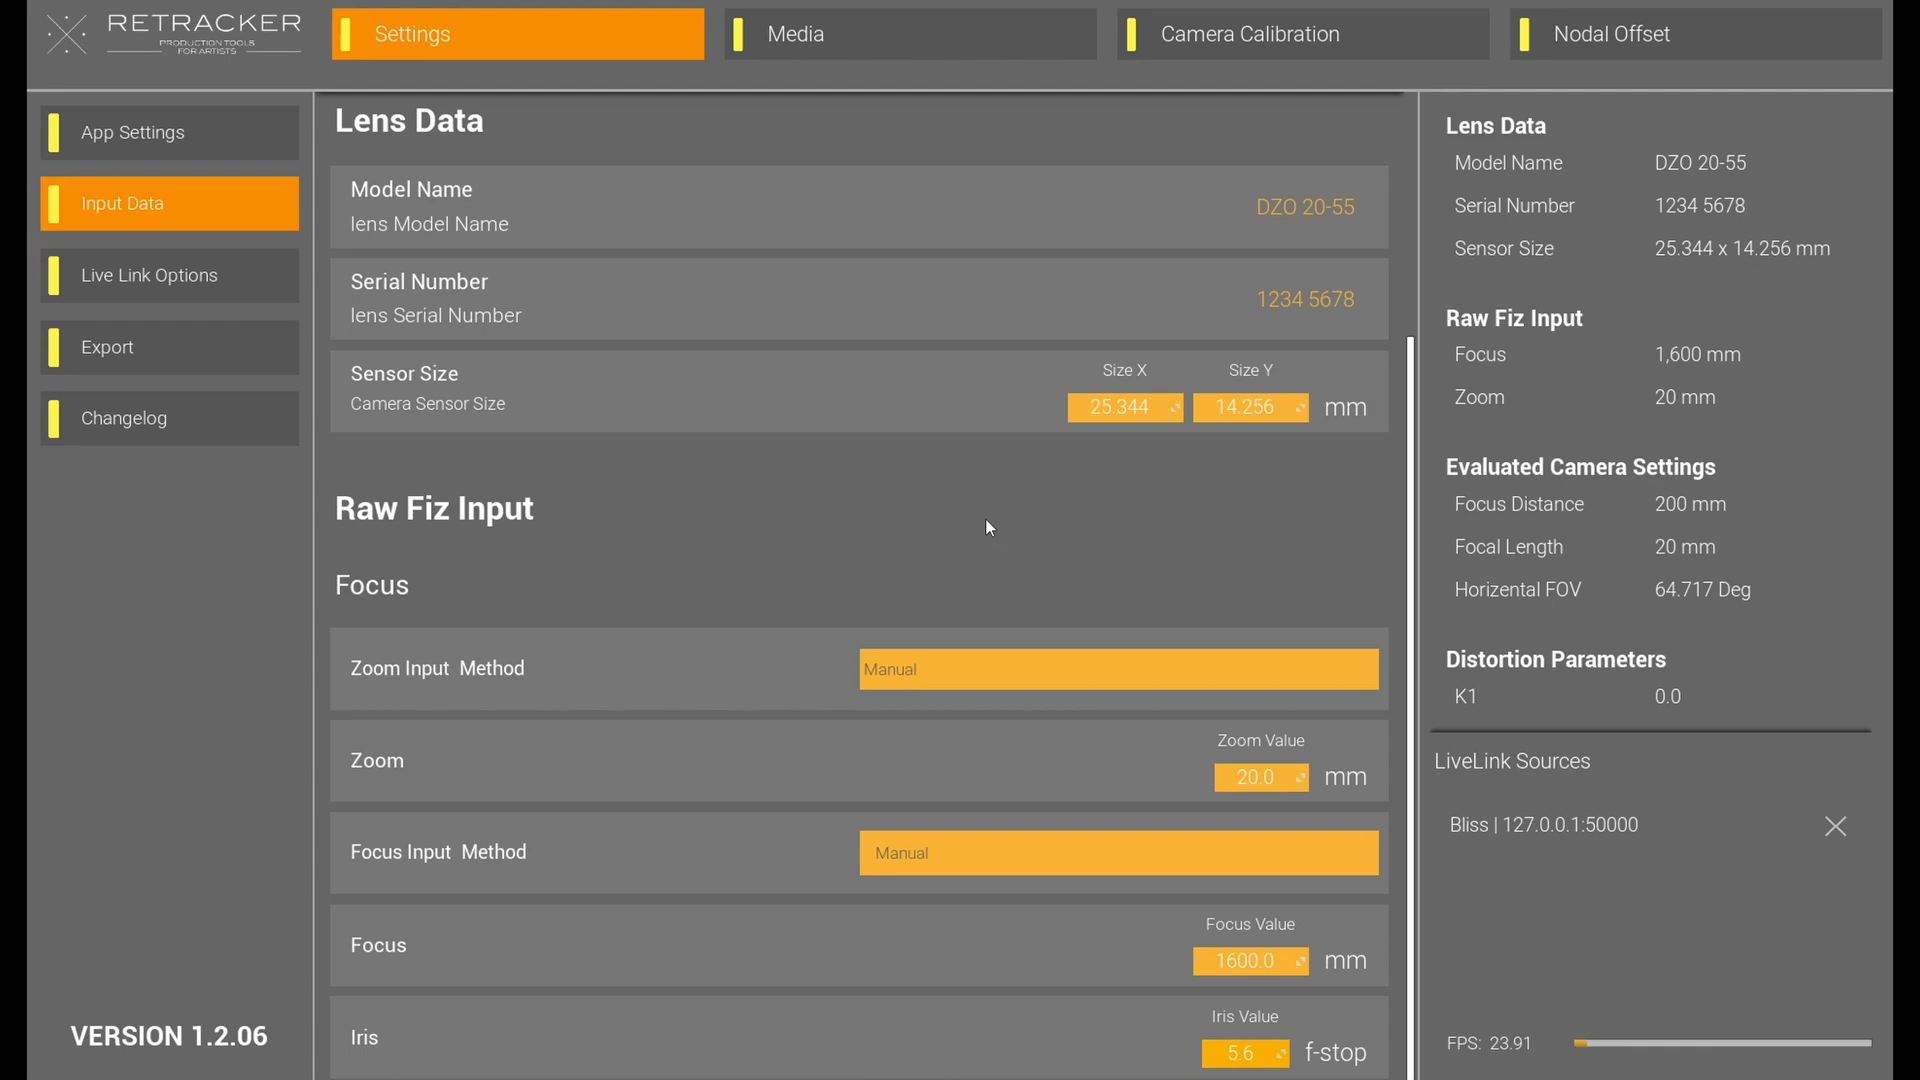 RETRACKER
PRODUCTION TOOLS
FOR ARTISTS
Settings
Media
Camera Calibration
Nodal Offset
App Settings
Input Data
Live Link Options
Export
Changelog
VERSION 1.2.06
Lens Data
Model Name
lens Model Name
DZO 20-55
Serial Number
lens Serial Number
1234 5678
Sensor Size
Camera Sensor Size
Size X
Size Y
25.344
14.256
mm
Raw Fiz Input
Focus
Zoom Input Method
Manual
Zoom
Zoom Value
20.0
mm
Focus Input Method
Manual
Focus
Focus Value
1600.0
mm
Iris
Iris Value
5.6
f-stop
Lens Data
Model Name DZO 20-55
Serial Number 1234 5678
Sensor Size 25.344 x 14.256 mm
Raw Fiz Input
Focus 1,600 mm
Zoom 20 mm
Evaluated Camera Settings
Focus Distance 200 mm
Focal Length 20 mm
Horizental FOV 64.717 Deg
Distortion Parameters
K1 0.0
LiveLink Sources
Bliss | 127.0.0.1:50000
FPS: 23.91